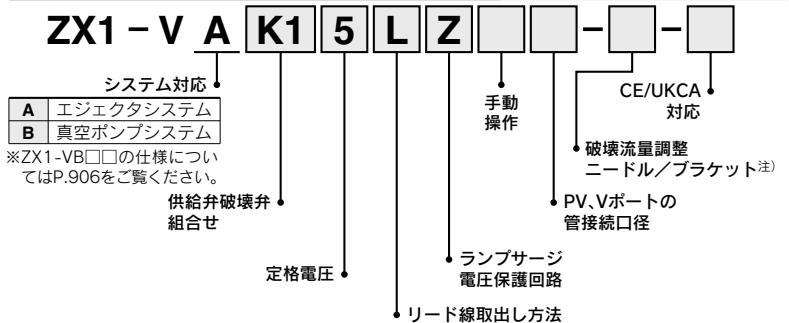 ZX1－V A K1 5 L Z □ □－□－□
システム対応
A エジェクタシステム
B 真空ポンプシステム
※ZX1-VB□□の仕様につい
てはP.906をご覧ください。
供給弁破壊弁
組合せ
定格電圧
リード線取出し方法
ランプサージ
電圧保護回路
手動
操作
PV、Vポートの
管接続口径
破壊流量調整
ニードル／ブラケット注）
CE/UKCA
対応